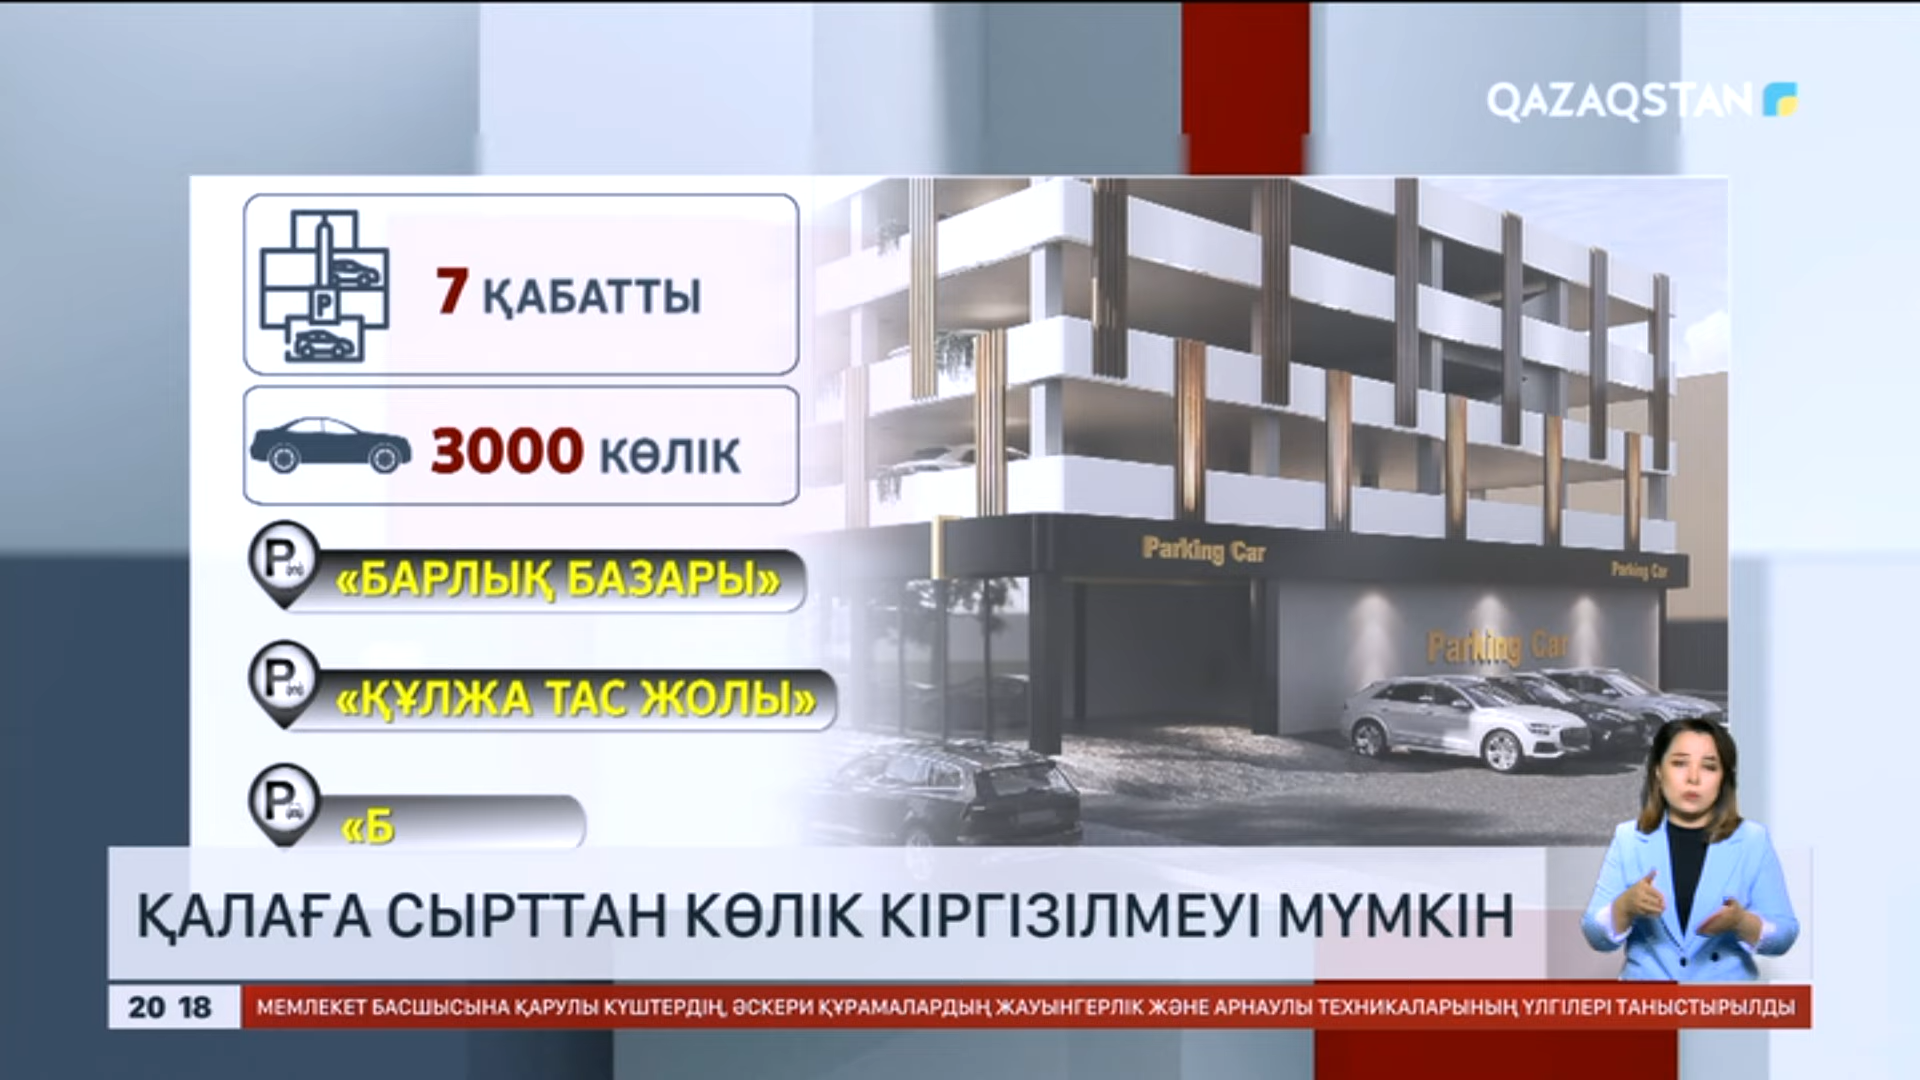 QAZAQSTAN
P
7 ҚАБАТТЫ
3000 КӨЛІК
P «БАРЛЫҚ БАЗАРЫ»
P «ҚҰЛЖА ТАС ЖОЛЫ»
P «Б
Parking Car
Parking Car
Parking Car
ҚАЛАҒА СЫРТТАН КӨЛІК КІРГІЗІЛМЕУІ МҮМКІН
20 18 МЕМЛЕКЕТ БАСШЫСЫНА ҚАРУЛЫ КҮШТЕРДІҢ, ӘСКЕРИ ҚҰРАМАЛАРДЫҢ ЖАУЫНГЕРЛІК ЖӘНЕ АРНАУЛЫ ТЕХНИКАЛАРЫНЫҢ ҮЛГІЛЕРІ ТАНЫСТЫРЫЛДЫ